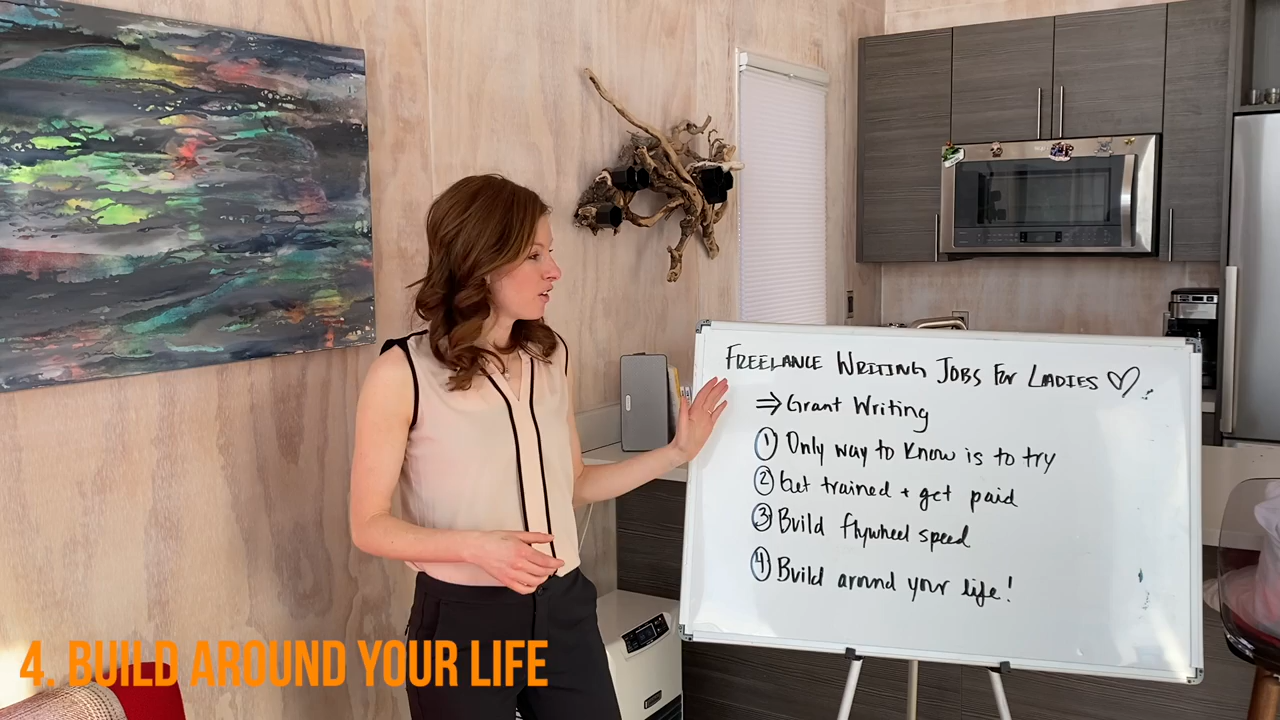 FREELANCE WRITING JOBS FOR LADIES ♡
⇒ Grant Writing
① Only way to know is to try
② Get trained + get paid
③ Build flywheel speed
④ Build around your life!
4. BUILD AROUND YOUR LIFE